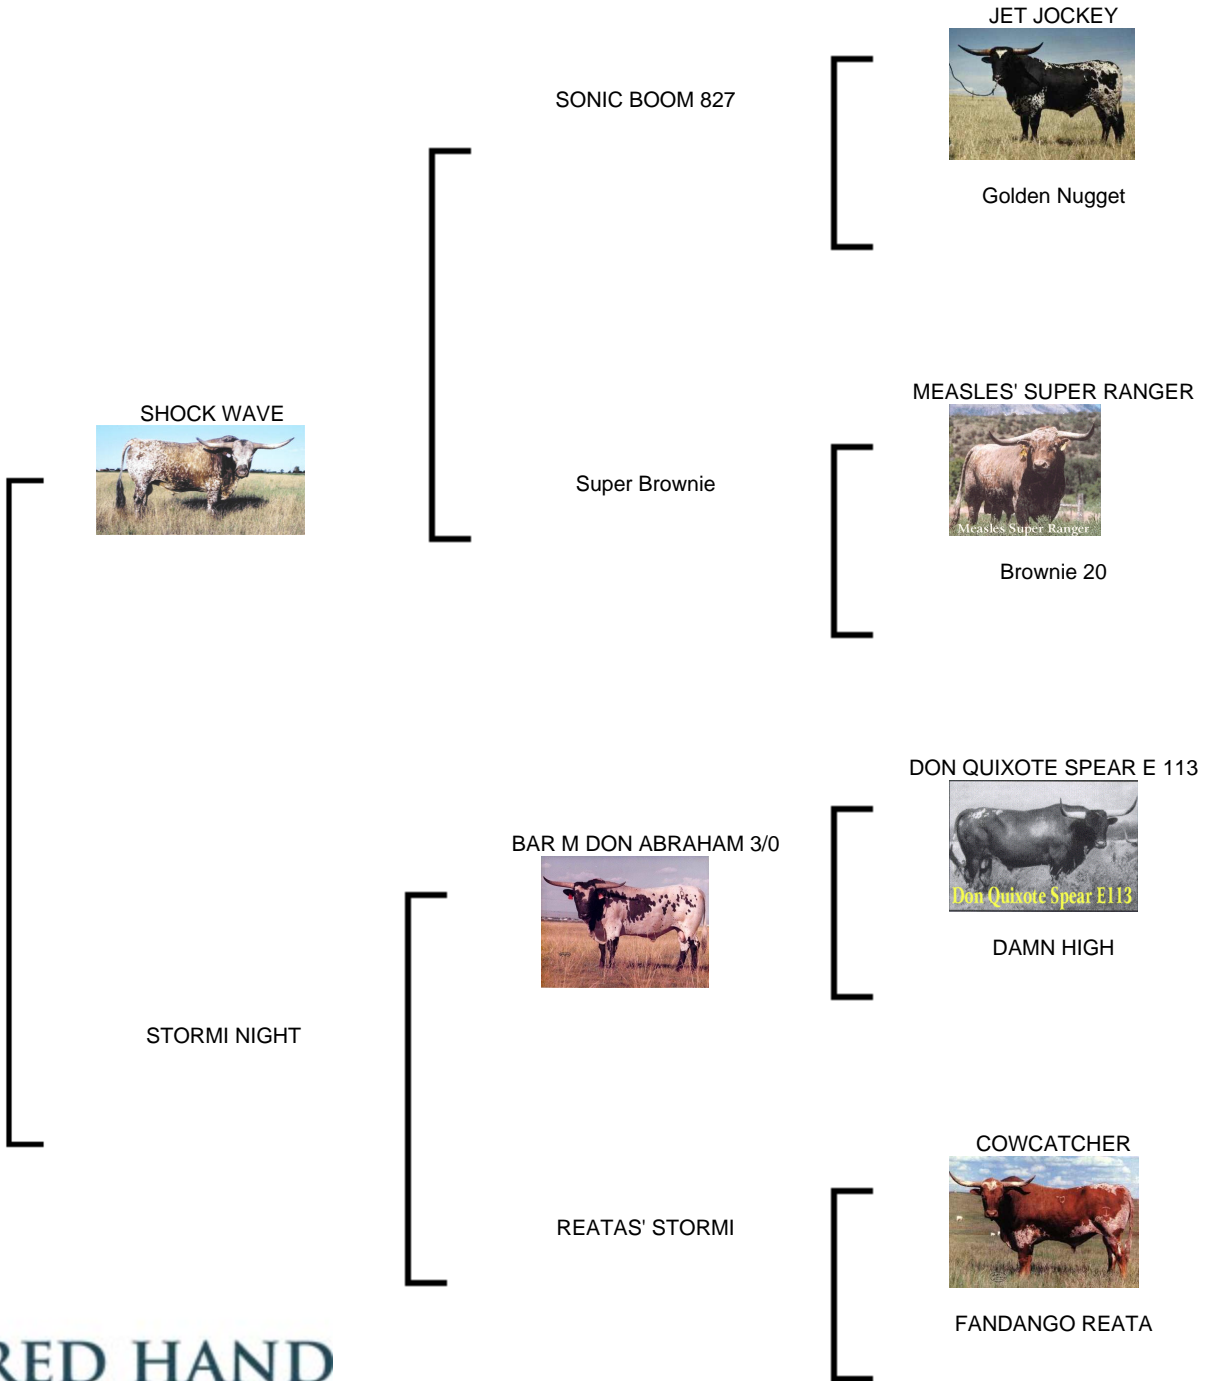 JET JOCKEY
SONIC BOOM 827
Golden Nugget
MEASLES' SUPER RANGER
SHOCK WAVE
Super Brownie
Measles Super Ranger
Brownie 20
DON QUIXOTE SPEAR E 113
BAR M DON ABRAHAM 3/0
Don Quixote Spear E113
DAMN HIGH
STORMI NIGHT
COWCATCHER
REATAS' STORMI
FANDANGO REATA
RED HAND